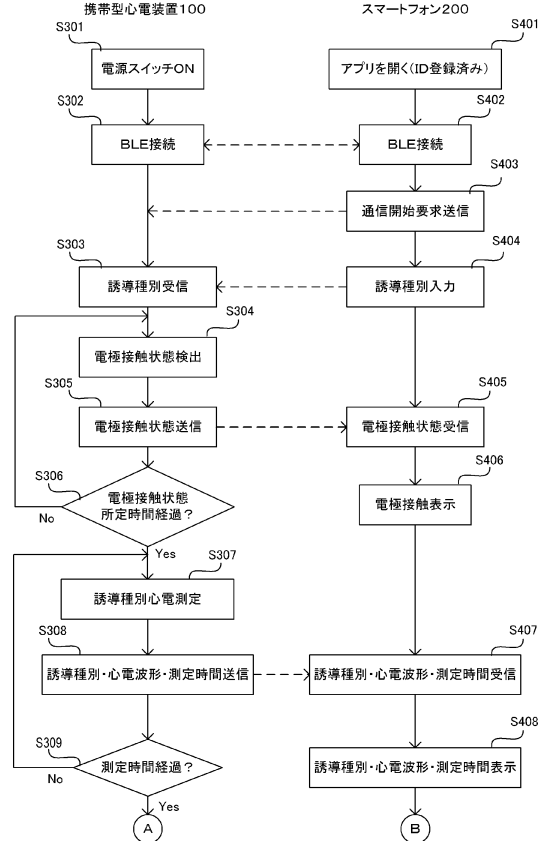 携帯型心電装置100
スマートフォン200
S301
電源スイッチON
S401
アプリを開く(ID登録済み)
S302
BLE接続
S402
BLE接続
S403
通信開始要求送信
S303
誘導種別受信
S404
誘導種別入力
S304
電極接触状態検出
S305
電極接触状態送信
S405
電極接触状態受信
S306
電極接触状態
所定時間経過?
No
Yes
S406
電極接触表示
S307
誘導種別心電測定
S308
誘導種別・心電波形・測定時間送信
S407
誘導種別・心電波形・測定時間受信
S309
測定時間経過?
No
Yes
S408
誘導種別・心電波形・測定時間表示
A
B